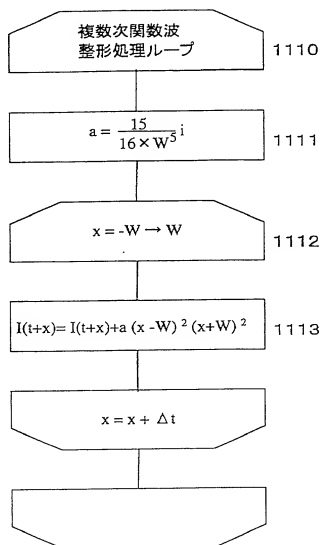 複数次関数波
整形処理ループ
1110
a = 15/(16×W⁵) i
1111
x = -W → W
1112
I(t+x)= I(t+x)+a (x -W) ² (x+W) ²
1113
x = x + Δt